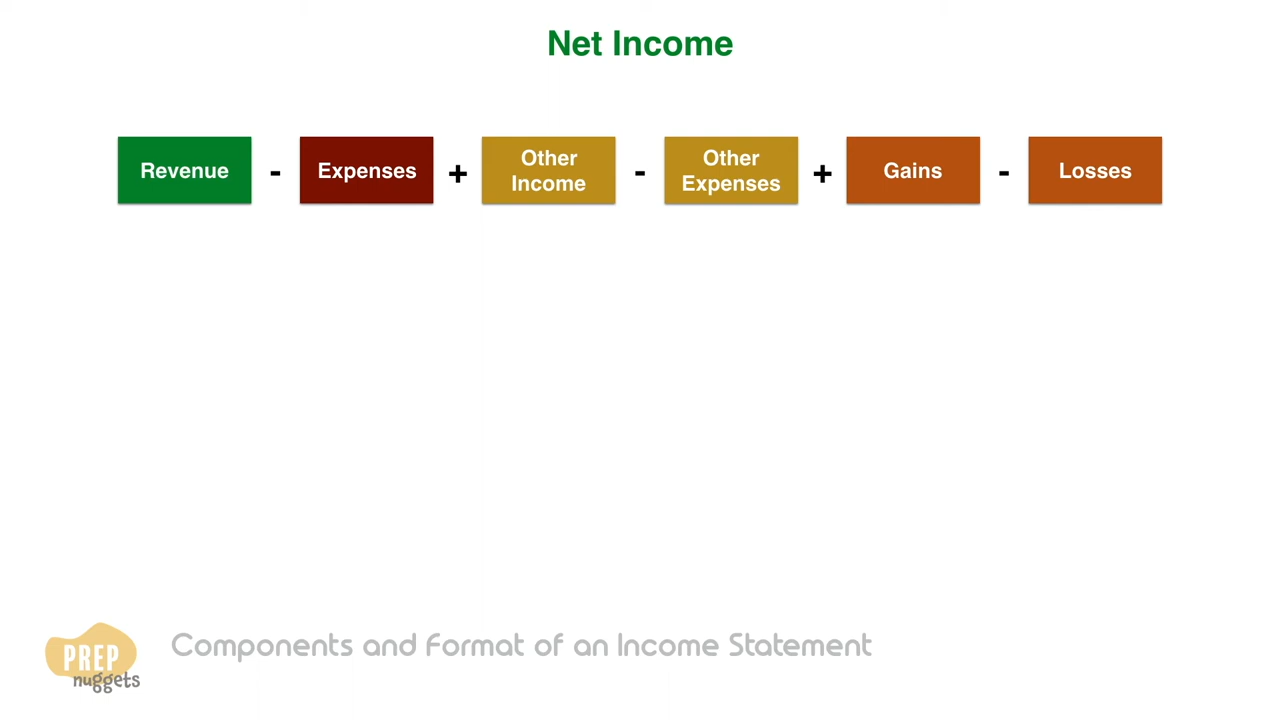 Net Income
Revenue - Expenses + Other Income - Other Expenses + Gains - Losses
Components and Format of an Income Statement
PREP
nuggets